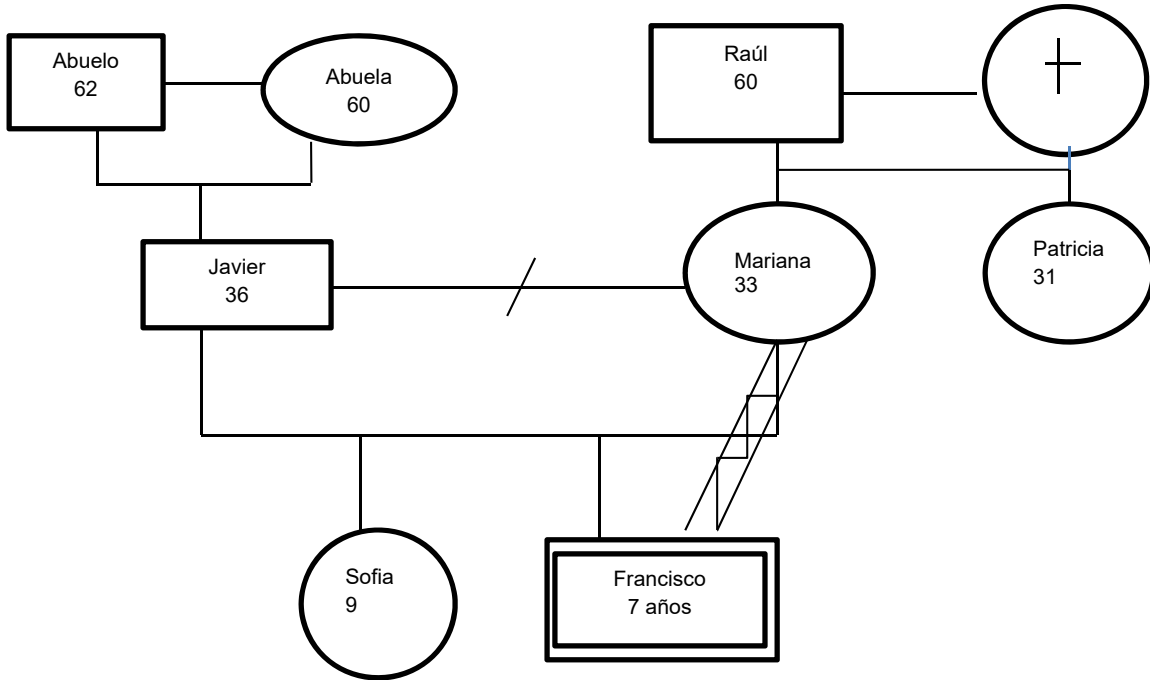 Abuelo
62
Abuela
60
Raúl
60
Javier
36
Mariana
33
Patricia
31
Sofia
9
Francisco
7 años